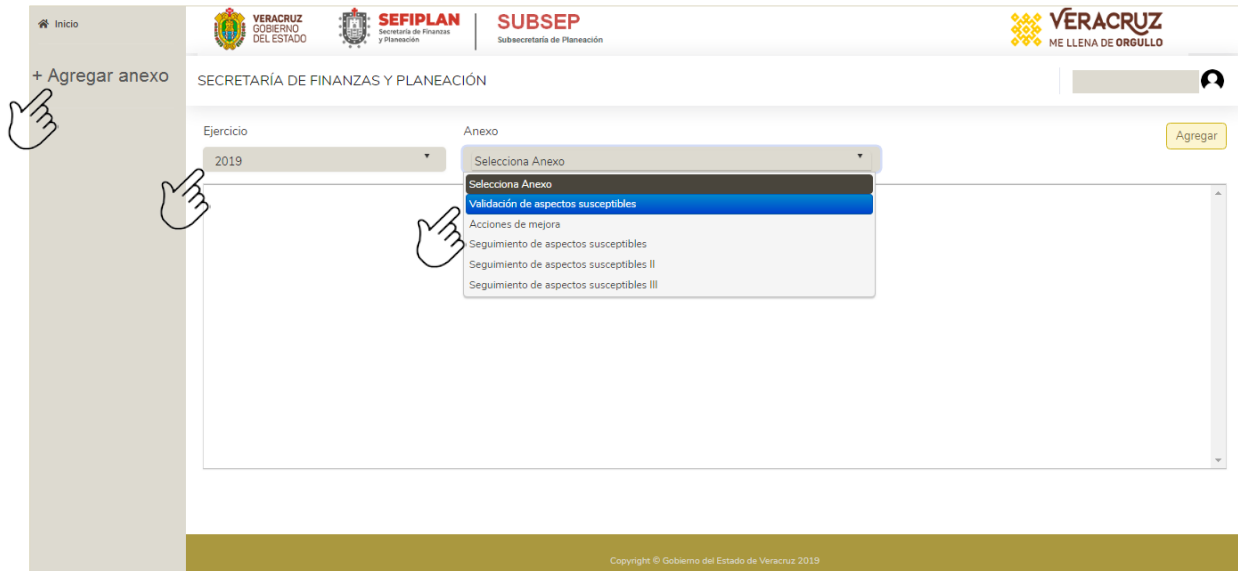 Inicio
VERACRUZ
GOBIERNO
DEL ESTADO
SEFIPLAN
Secretaría de Finanzas
y Planeación
SUBSEP
Subsecretaría de Planeación
VERACRUZ
ME LLENA DE ORGULLO
+ Agregar anexo
SECRETARÍA DE FINANZAS Y PLANEACIÓN
Ejercicio
Anexo
Agregar
2019
Selecciona Anexo
Selecciona Anexo
Validación de aspectos susceptibles
Acciones de mejora
Seguimiento de aspectos susceptibles
Seguimiento de aspectos susceptibles II
Seguimiento de aspectos susceptibles III
Copyright © Gobierno del Estado de Veracruz 2019